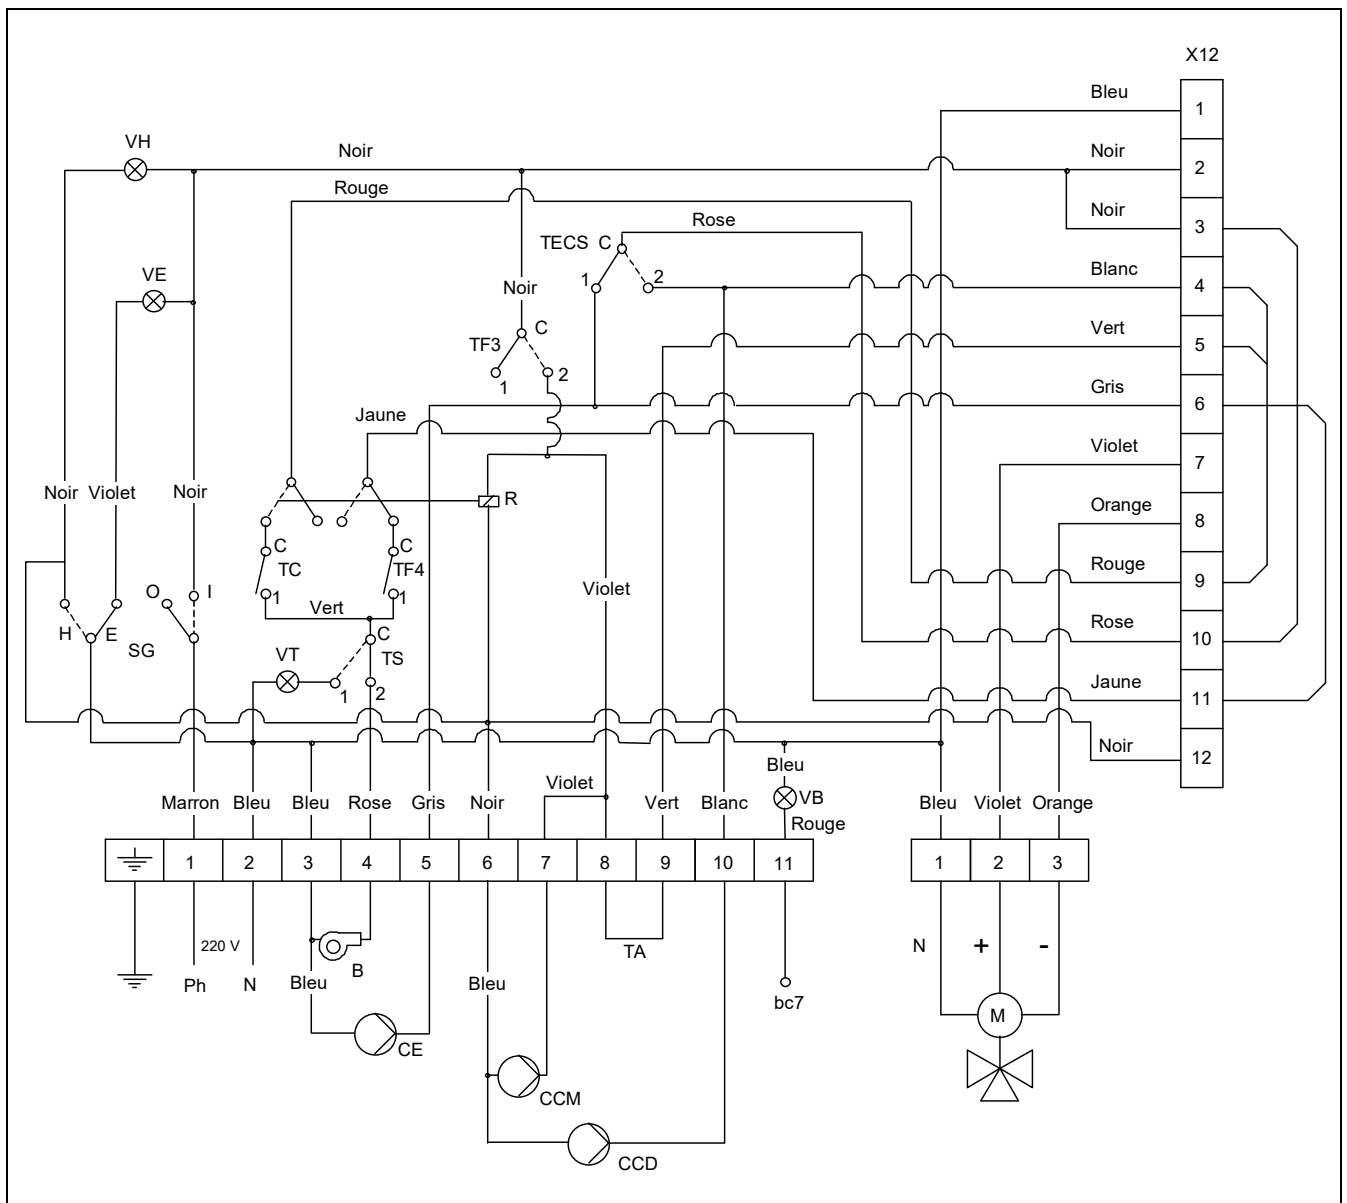 X12
Bleu
1
VH
Noir
Noir
2
Rouge
Noir
3
Rose
TECS C
1
2
Blanc
4
VE
Noir
C
TF3
1
2
Vert
5
Gris
6
Jaune
Violet
7
Noir
Violet
Noir
R
Orange
8
C
TC
1
C
TF4
1
Violet
Rouge
9
O
I
Vert
H
E
SG
Rose
10
C
TS
VT
1
2
Jaune
11
Noir
12
Bleu
VB
Rouge
Violet
Marron
Bleu
Bleu
Rose
Gris
Noir
Vert
Blanc
Bleu
Violet
Orange
1
2
3
4
5
6
7
8
9
10
11
1
2
3
220 V
Ph
N
B
Bleu
Bleu
TA
bc7
N
+
-
M
CE
CCM
CCD